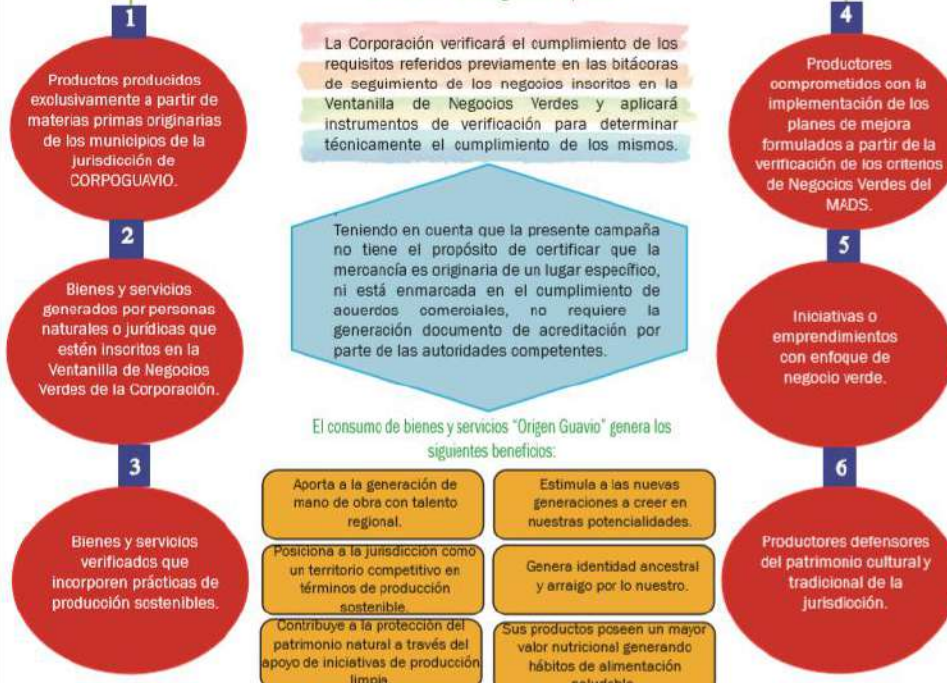 1
Productos producidos
exclusivamente a partir de
materias primas originarias
de los municipios de la
jurisdicción de
CORPOGUAVIO.
2
Bienes y servicios
generados por personas
naturales o jurídicas que
estén inscritos en la
Ventanilla de Negocios
Verdes de la Corporación.
3
Bienes y servicios
verificados que
incorporen prácticas de
producción sostenibles.
La Corporación verificará el cumplimiento de los
requisitos referidos previamente en las bitácoras
de seguimiento de los negocios inscritos en la
Ventanilla de Negocios Verdes y aplicará
instrumentos de verificación para determinar
técnicamente el cumplimiento de los mismos.
Teniendo en cuenta que la presente campaña
no tiene el propósito de certificar que la
mercancía es originaria de un lugar específico,
ni está enmarcada en el cumplimiento de
acuerdos comerciales, no requiere la
generación documento de acreditación por
parte de las autoridades competentes.
El consumo de bienes y servicios "Origen Guavio" genera los
siguientes beneficios:
Aporta a la generación de
mano de obra con talento
regional.
Estimula a las nuevas
generaciones a creer en
nuestras potencialidades.
Posiciona a la jurisdicción como
un territorio competitivo en
términos de producción
sostenible.
Genera identidad ancestral
y arraigo por lo nuestro.
Contribuye a la protección del
patrimonio natural a través del
apoyo de iniciativas de producción
limpia.
Sus productos poseen un mayor
valor nutricional generando
hábitos de alimentación
4
Productores
comprometidos con la
implementación de los
planes de mejora
formulados a partir de la
verificación de los criterios
de Negocios Verdes del
MADS.
5
Iniciativas o
emprendimientos
con enfoque de
negocio verde.
6
Productores defensores
del patrimonio cultural y
tradicional de la
jurisdicción.